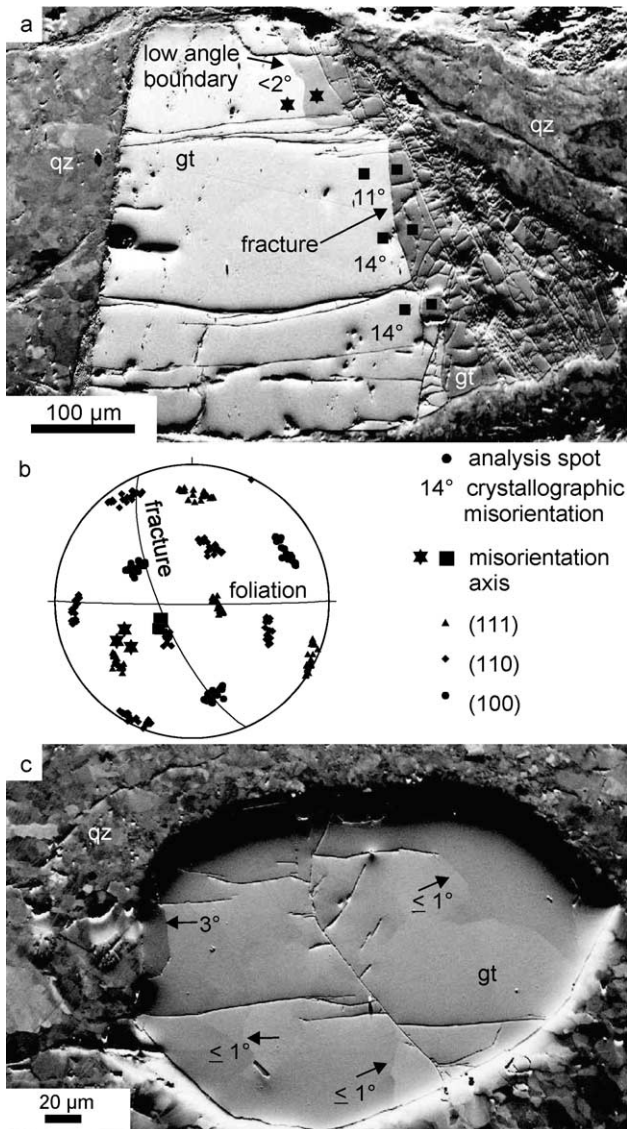 a
low angle
boundary
<2°
qz
qz
gt
11°
fracture
14°
14°
gt
100 µm
b
fracture
foliation
● analysis spot
14° crystallographic
misorientation
✶ ■ misorientation
axis
▲ (111)
◆ (110)
● (100)
c
qz
≤ 1°
3°
gt
≤ 1°
≤ 1°
20 µm